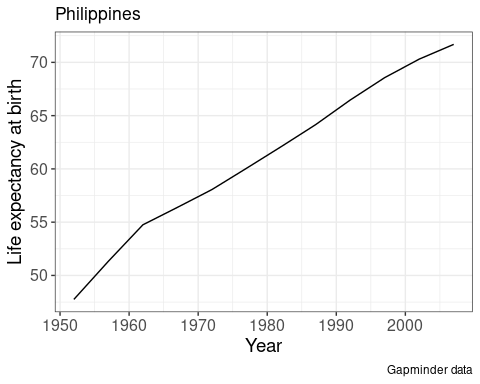 Philippines
Life expectancy at birth
70
65
60
55
50
1950 1960 1970 1980 1990 2000
Year
Gapminder data